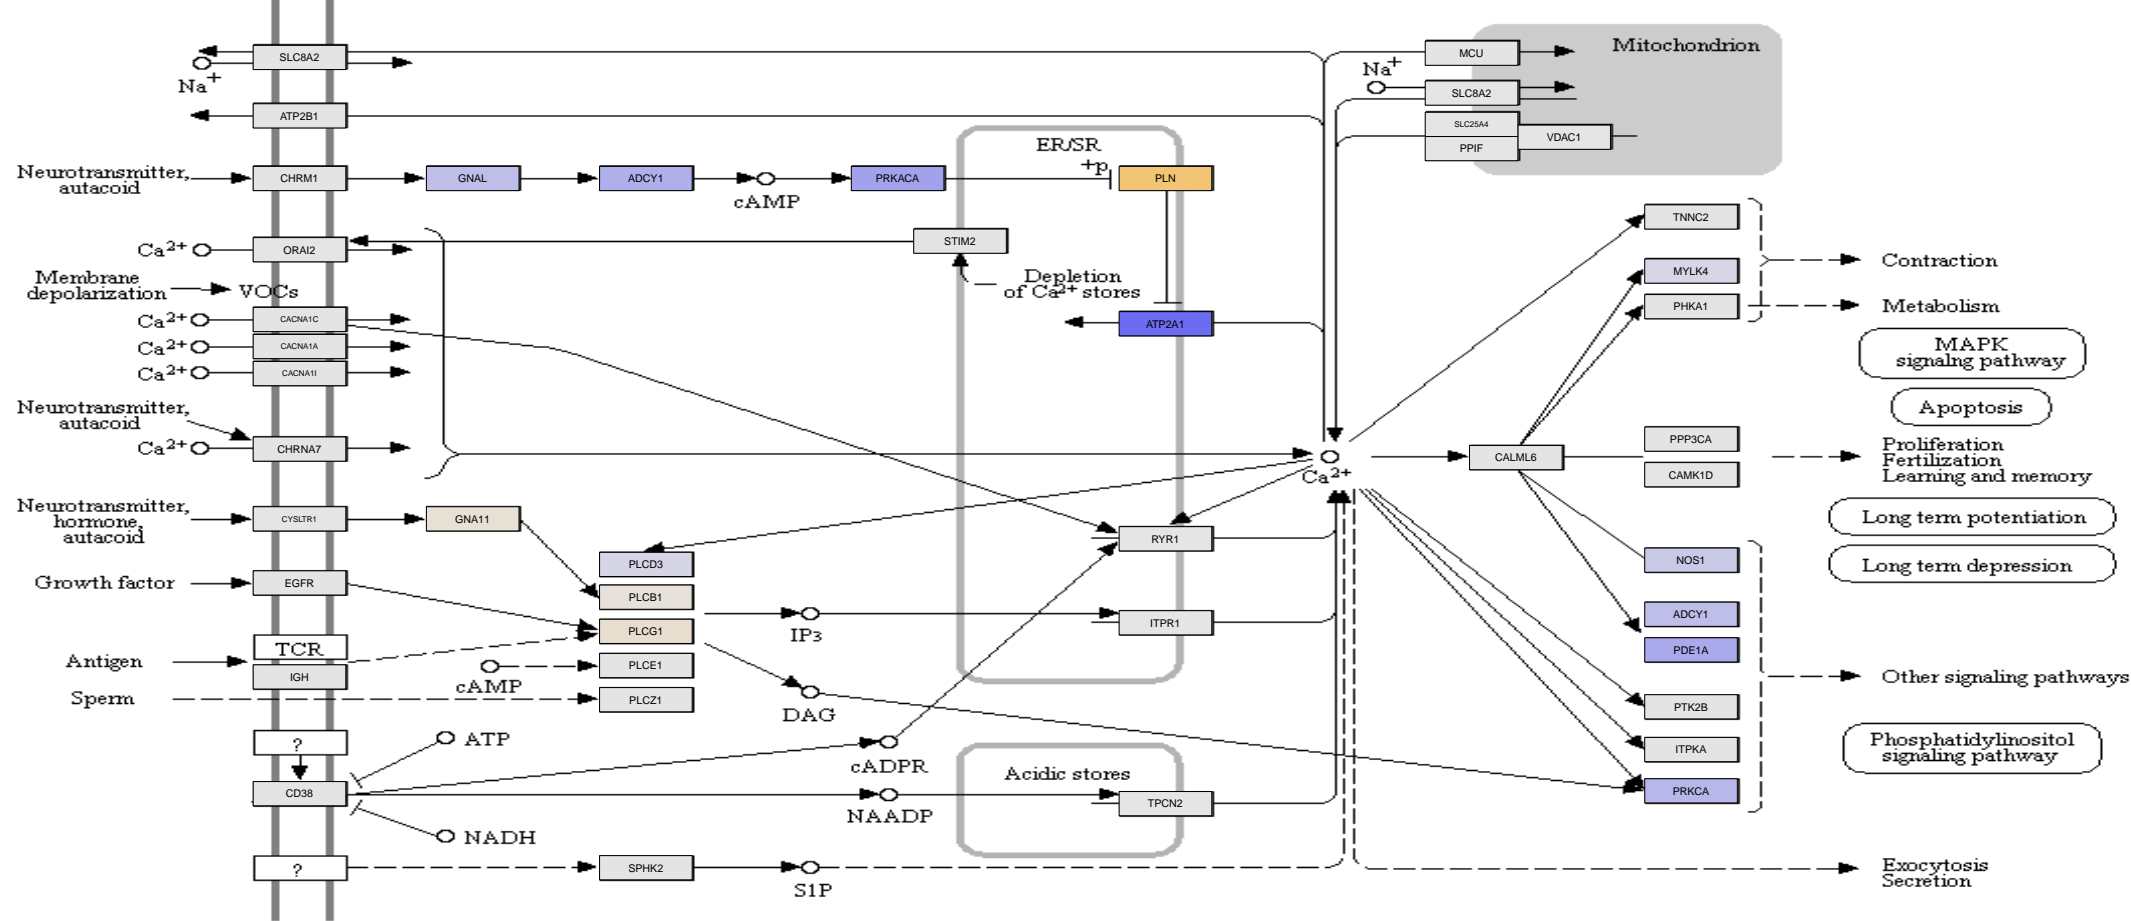 SLC8A2
Na+
ATP2B1
Neurotransmitter,
autacoid
CHRM1
GNAL
ADCY1
cAMP
PRKACA
ER/SR
+p
PLN
MCU
Mitochondrion
Na+
SLC8A2
SLC25A4
PPIF
VDAC1
Ca2+
ORAI2
STIM2
Depletion
of Ca2+ stores
Membrane
depolarization
VOCs
Ca2+
CACNA1C
Ca2+
CACNA1A
Ca2+
CACNA1I
ATP2A1
Neurotransmitter,
autacoid
Ca2+
CHRNA7
Ca2+
CALML6
TNNC2
MYLK4
PHKA1
Contraction
Metabolism
MAPK
signalng pathway
Apoptosis
PPP3CA
CAMK1D
Proliferation
Fertilization
Learning and memory
Long term potentiation
Long term depression
Neurotransmitter,
hormone,
autacoid
CYSLTR1
GNA11
RYR1
Growth factor
EGFR
PLCD3
PLCB1
PLCG1
PLCE1
PLCZ1
IP3
ITPR1
Antigen
TCR
IGH
cAMP
Sperm
DAG
NOS1
ADCY1
PDE1A
PTK2B
ITPKA
PRKCA
Other signaling pathways
Phosphatidylinositol
signaling pathway
?
ATP
CD38
cADPR
NAADP
NADH
Acidic stores
TPCN2
?
SPHK2
S1P
Exocytosis
Secretion